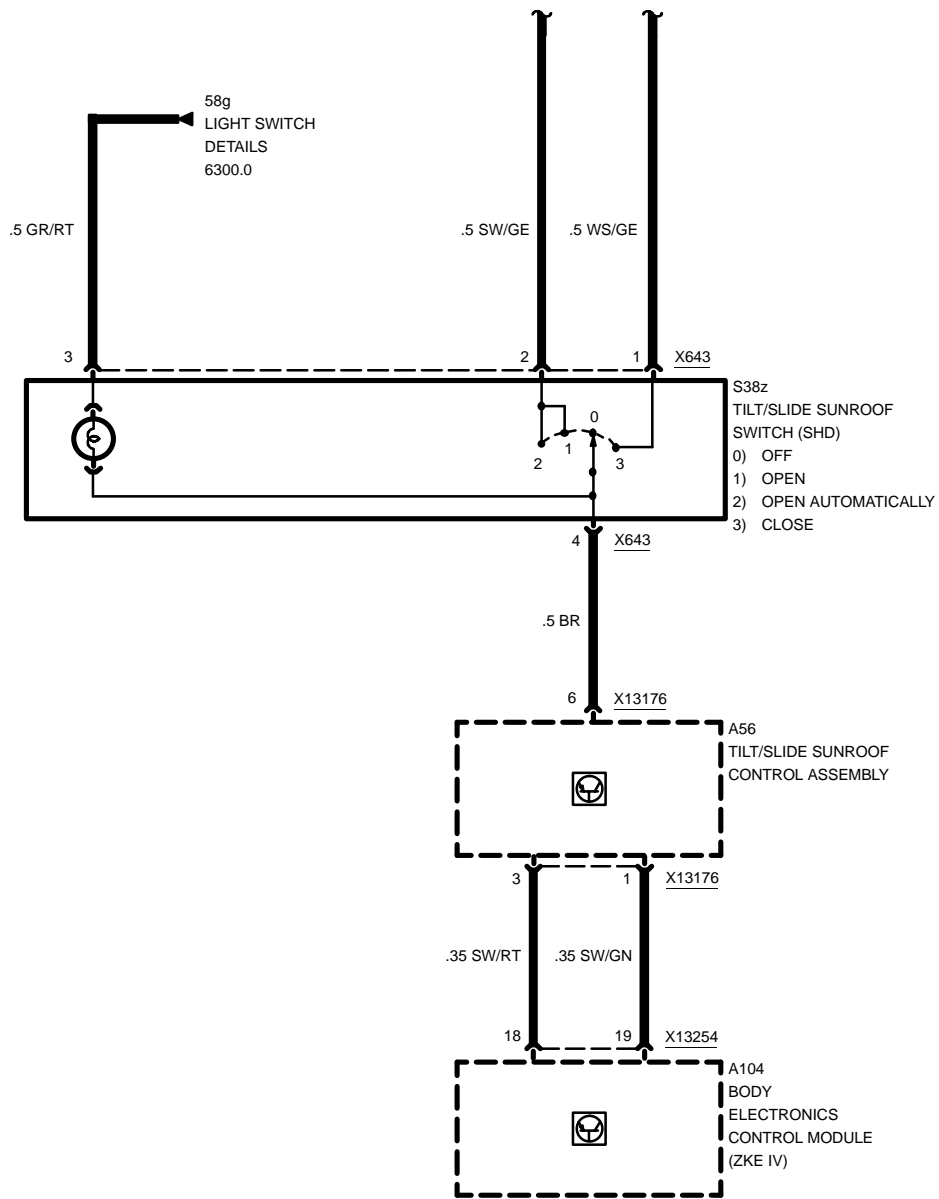 58g
LIGHT SWITCH
DETAILS
6300.0
.5 GR/RT
.5 SW/GE
.5 WS/GE
3
2
1
X643
S38z
TILT/SLIDE SUNROOF
SWITCH (SHD)
0) OFF
1) OPEN
2) OPEN AUTOMATICALLY
3) CLOSE
0
1
2
3
4
X643
.5 BR
6
X13176
A56
TILT/SLIDE SUNROOF
CONTROL ASSEMBLY
3
1
X13176
.35 SW/RT
.35 SW/GN
18
19
X13254
A104
BODY
ELECTRONICS
CONTROL MODULE
(ZKE IV)